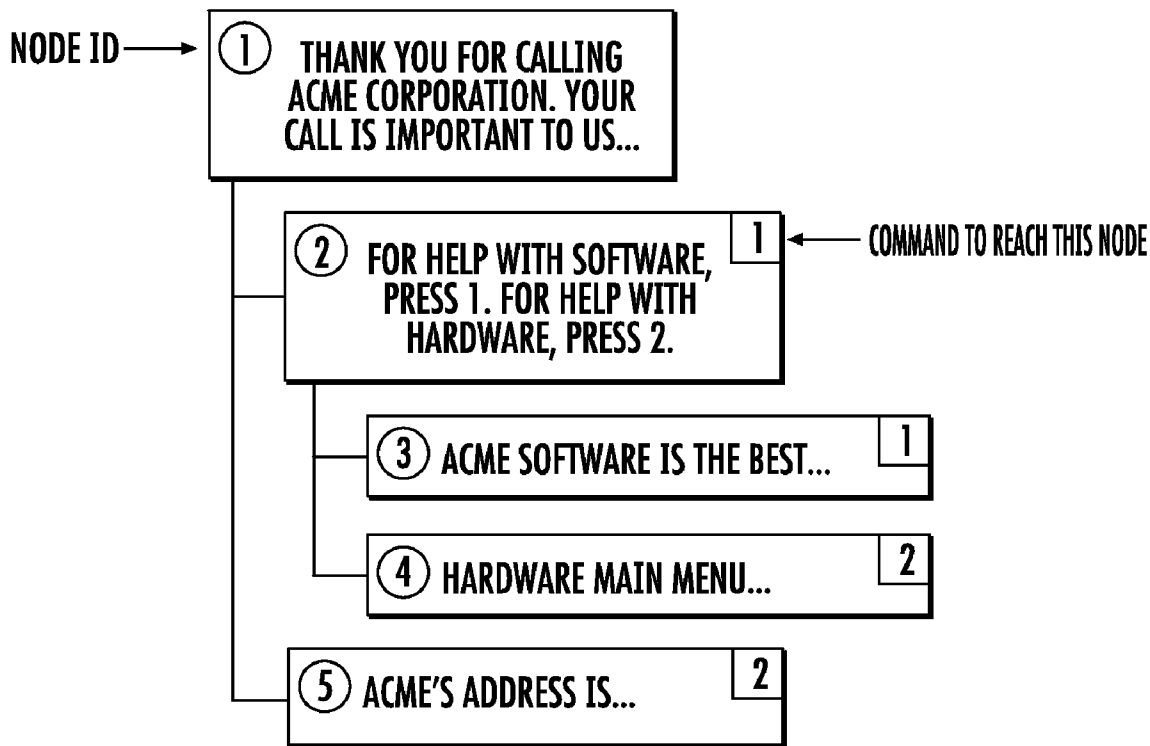 NODE ID
1
THANK YOU FOR CALLING
ACME CORPORATION. YOUR
CALL IS IMPORTANT TO US...
2
1
COMMAND TO REACH THIS NODE
FOR HELP WITH SOFTWARE,
PRESS 1. FOR HELP WITH
HARDWARE, PRESS 2.
3
ACME SOFTWARE IS THE BEST...
1
4
HARDWARE MAIN MENU...
2
5
ACME'S ADDRESS IS...
2